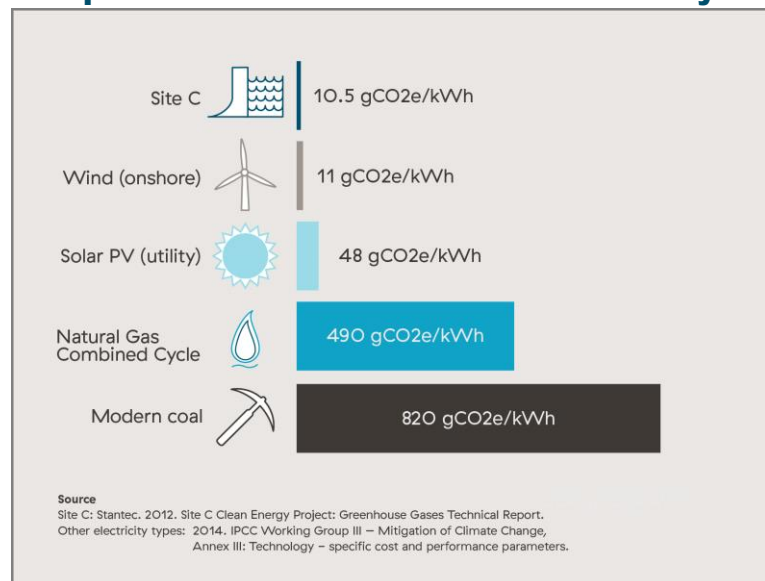 Site C
10.5 gCO2e/kWh
Wind (onshore)
11 gCO2e/kWh
Solar PV (utility)
48 gCO2e/kWh
Natural Gas
Combined Cycle
490 gCO2e/kWh
Modern coal
820 gCO2e/kWh
Source
Site C: Stantec. 2012. Site C Clean Energy Project: Greenhouse Gases Technical Report.
Other electricity types: 2014. IPCC Working Group III – Mitigation of Climate Change,
Annex III: Technology – specific cost and performance parameters.